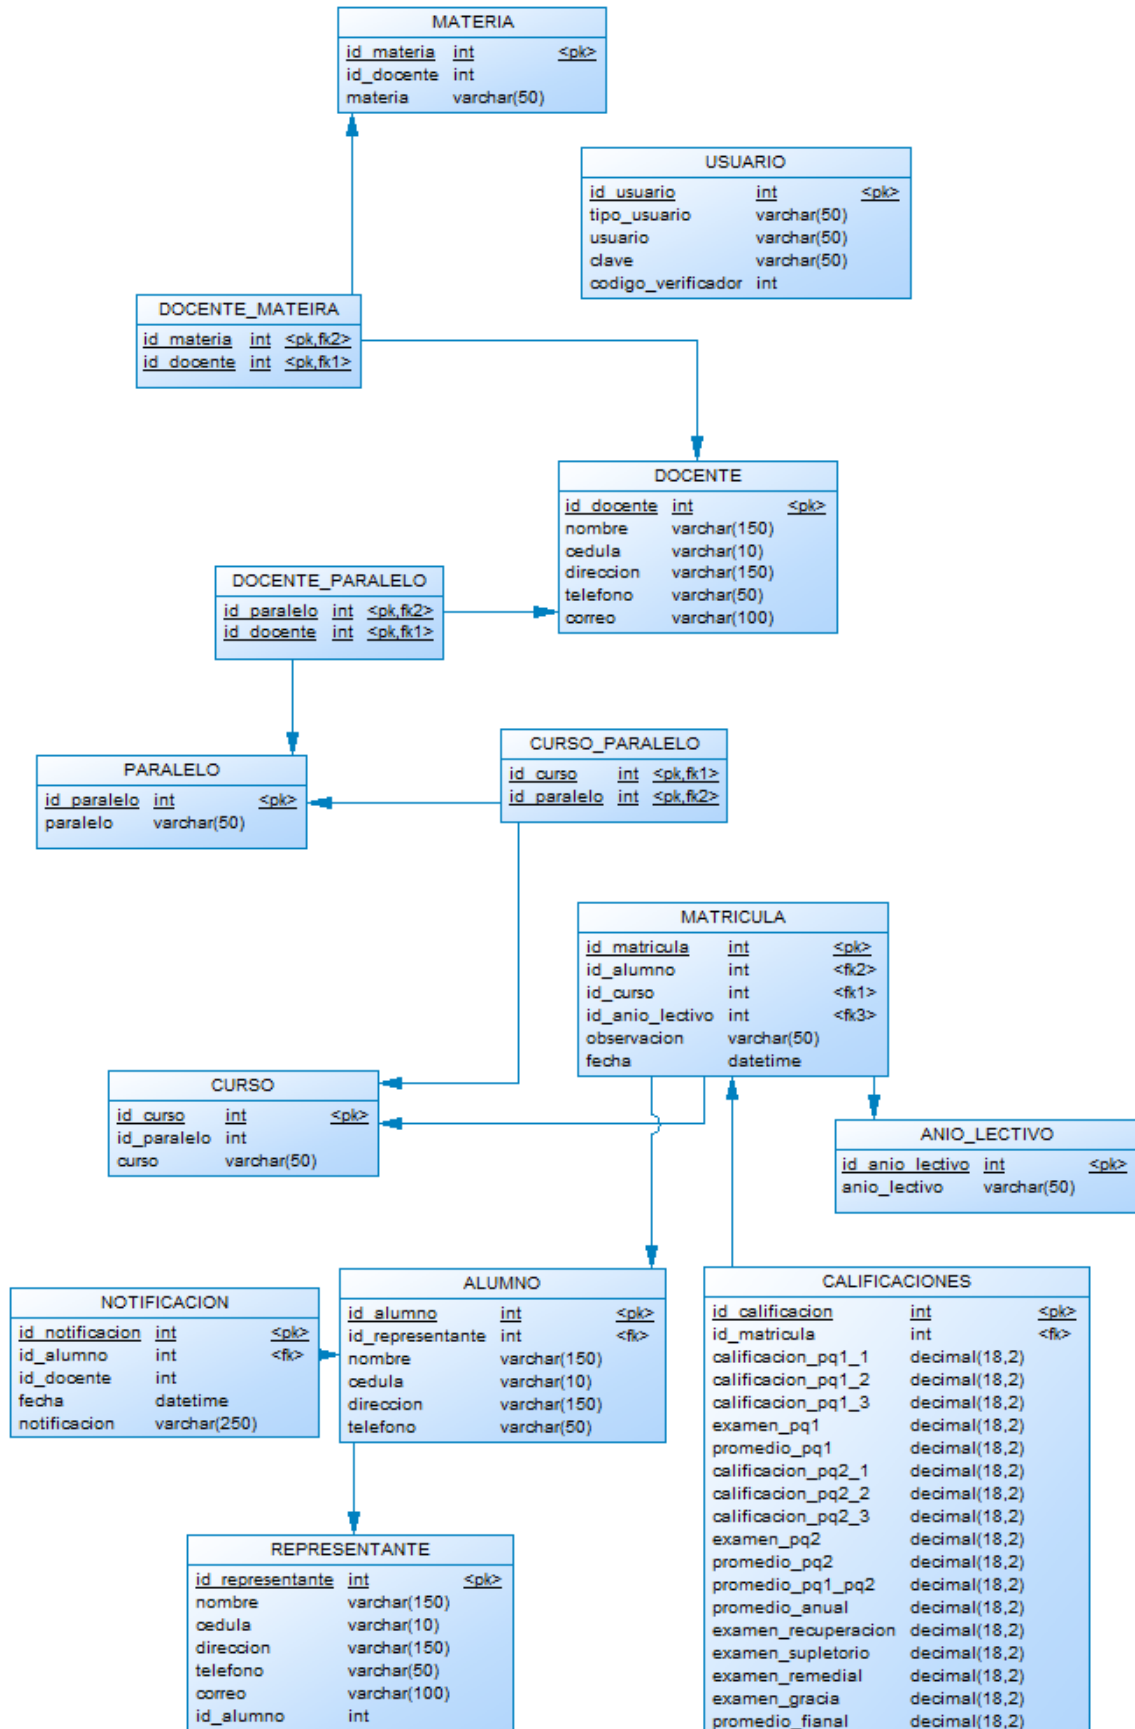 MATERIA
id_materia int <pk>
id_docente int
materia varchar(50)
USUARIO
id_usuario int <pk>
tipo_usuario varchar(50)
usuario varchar(50)
clave varchar(50)
codigo_verificador int
DOCENTE_MATEIRA
id_materia int <pk,fk2>
id_docente int <pk,fk1>
DOCENTE
id_docente int <pk>
nombre varchar(150)
cedula varchar(10)
direccion varchar(150)
telefono varchar(50)
correo varchar(100)
DOCENTE_PARALELO
id_paralelo int <pk,fk2>
id_docente int <pk,fk1>
CURSO_PARALELO
id_curso int <pk,fk1>
id_paralelo int <pk,fk2>
PARALELO
id_paralelo int <pk>
paralelo varchar(50)
MATRICULA
id_matricula int <pk>
id_alumno int <fk2>
id_curso int <fk1>
id_anio_lectivo int <fk3>
observacion varchar(50)
fecha datetime
CURSO
id_curso int <pk>
id_paralelo int
curso varchar(50)
ANIO_LECTIVO
id_anio_lectivo int <pk>
anio_lectivo varchar(50)
NOTIFICACION
id_notificacion int <pk>
id_alumno int <fk>
id_docente int
fecha datetime
notificacion varchar(250)
ALUMNO
id_alumno int <pk>
id_representante int <fk>
nombre varchar(150)
cedula varchar(10)
direccion varchar(150)
telefono varchar(50)
CALIFICACIONES
id_calificacion int <pk>
id_matricula int <fk>
calificacion_pq1_1 decimal(18,2)
calificacion_pq1_2 decimal(18,2)
calificacion_pq1_3 decimal(18,2)
examen_pq1 decimal(18,2)
promedio_pq1 decimal(18,2)
calificacion_pq2_1 decimal(18,2)
calificacion_pq2_2 decimal(18,2)
calificacion_pq2_3 decimal(18,2)
examen_pq2 decimal(18,2)
promedio_pq2 decimal(18,2)
promedio_pq1_pq2 decimal(18,2)
promedio_anual decimal(18,2)
examen_recuperacion decimal(18,2)
examen_supletorio decimal(18,2)
examen_remedial decimal(18,2)
examen_gracia decimal(18,2)
promedio_fianal decimal(18,2)
REPRESENTANTE
id_representante int <pk>
nombre varchar(150)
cedula varchar(10)
direccion varchar(150)
telefono varchar(50)
correo varchar(100)
id_alumno int